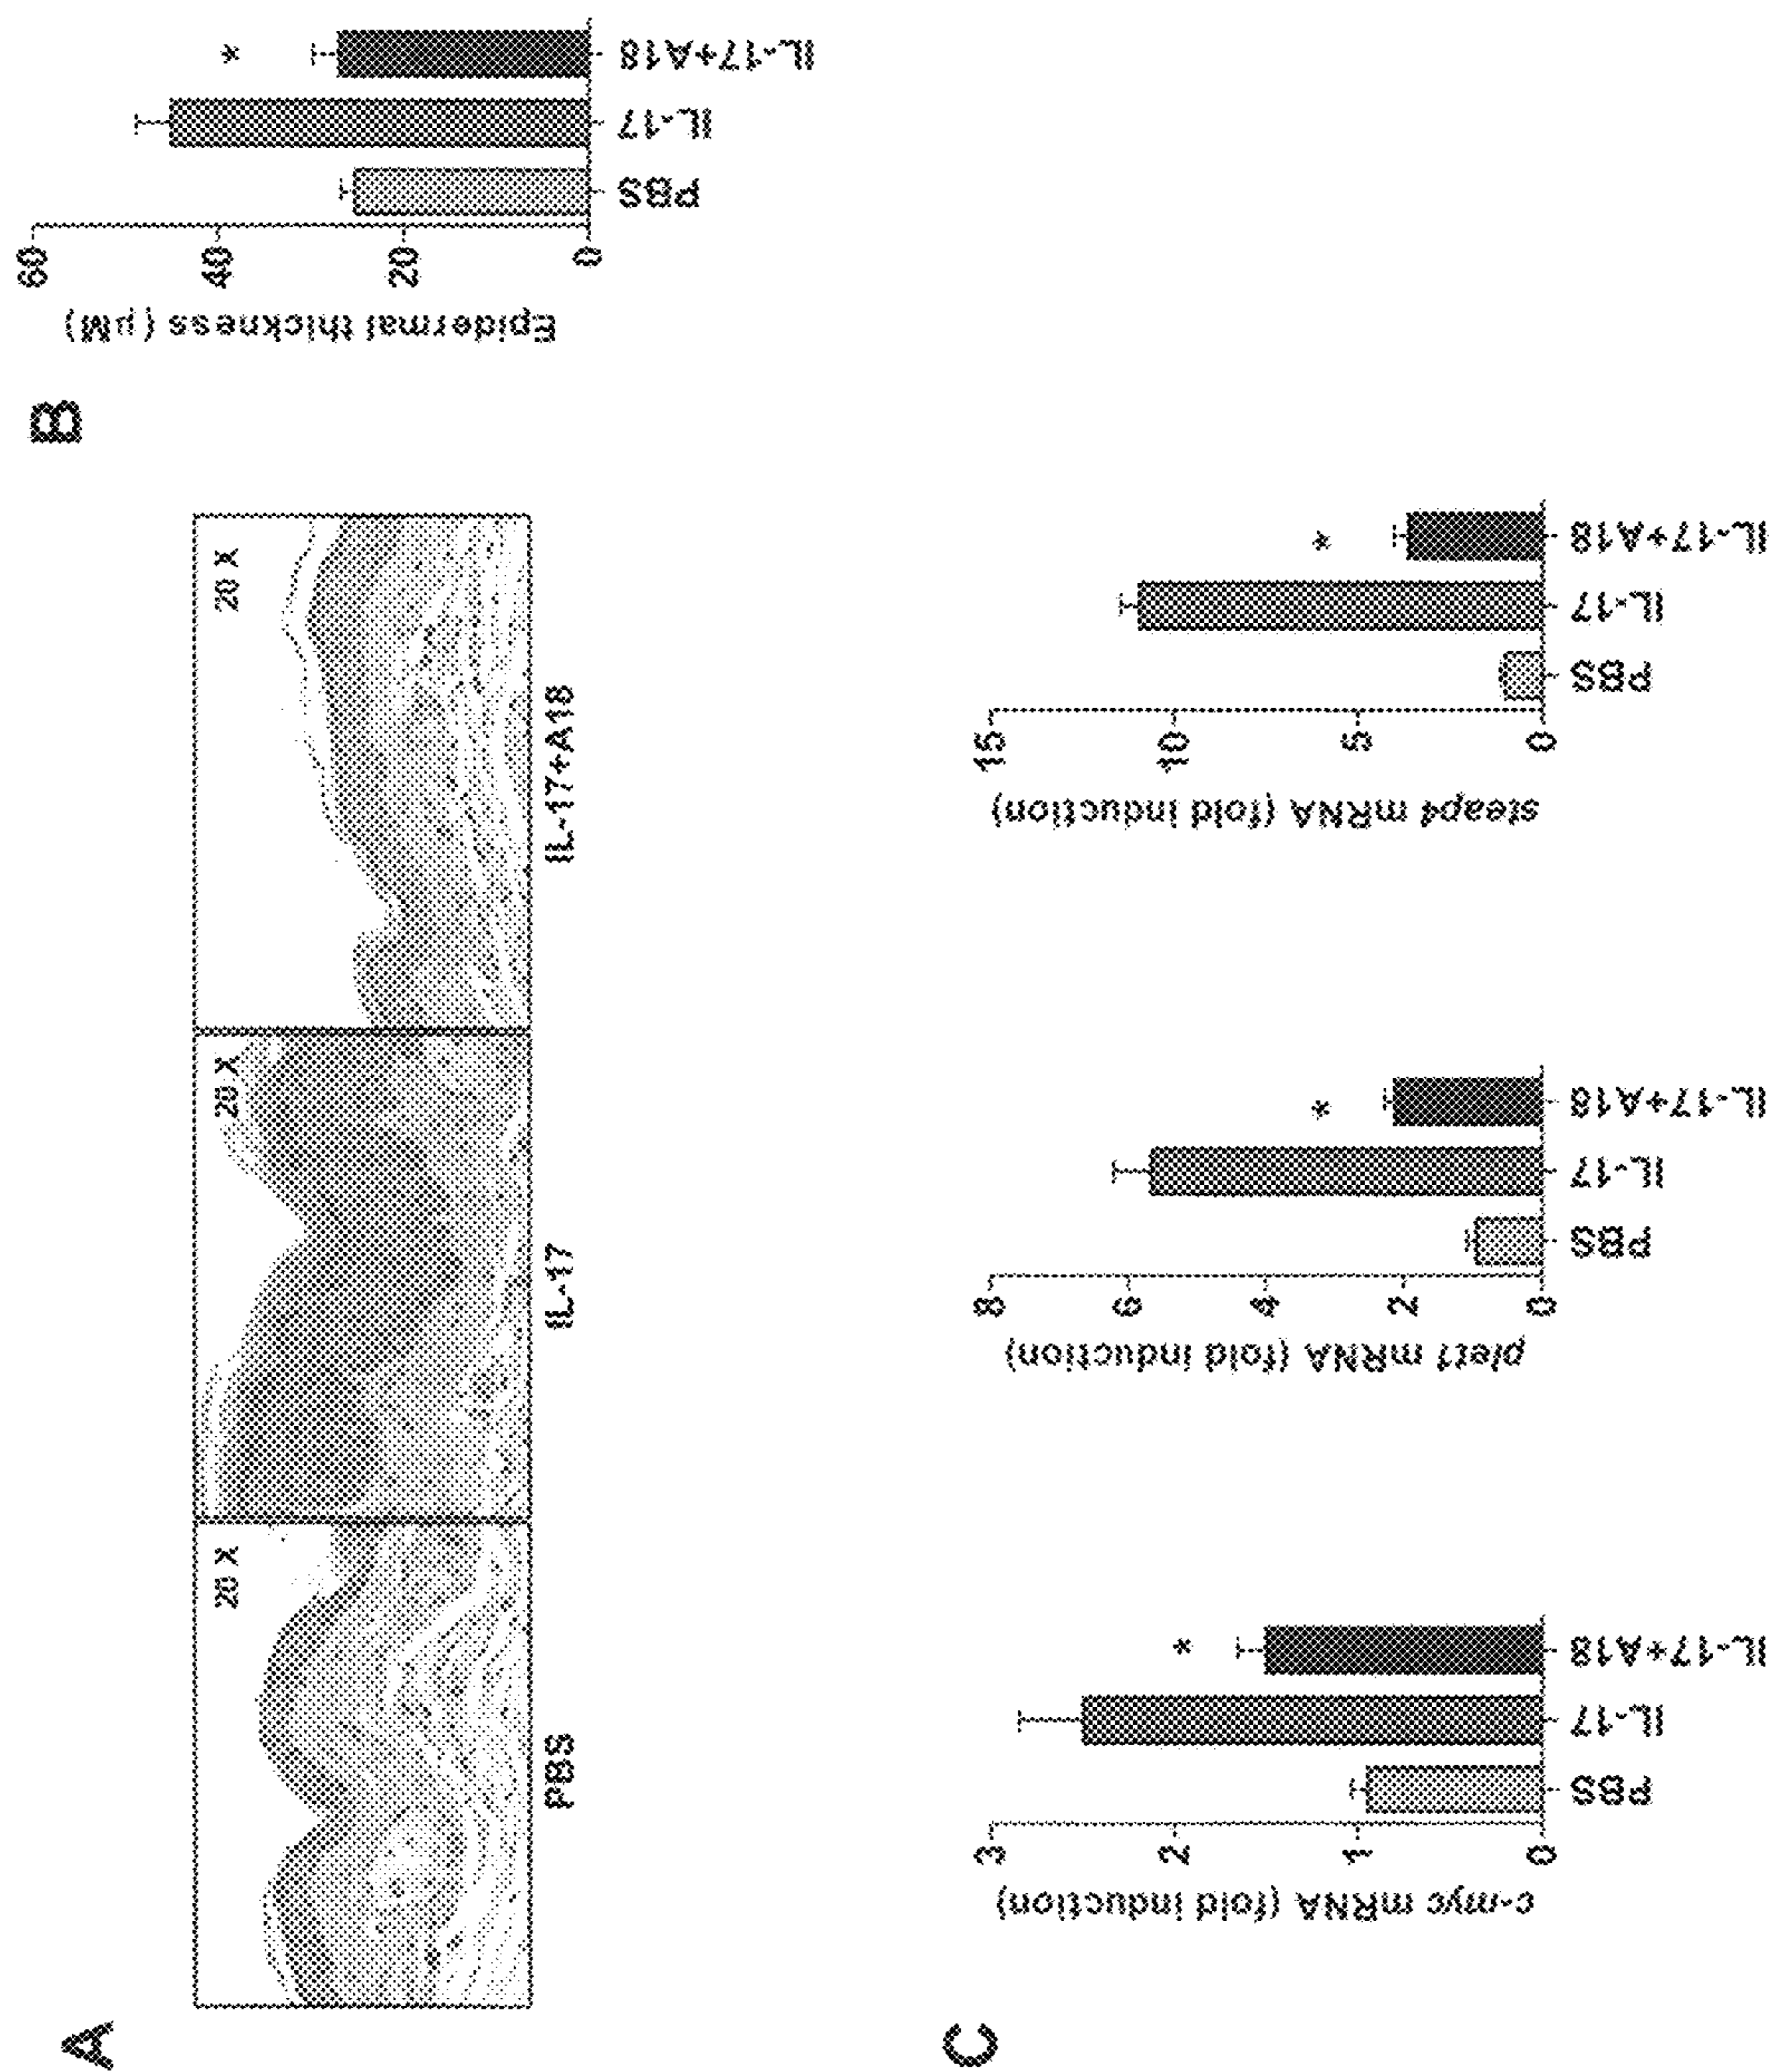 A
20 X
20 X
20 X
PBS
IL-17
IL-17+A18
B
Epidermal thickness (µM)
60
40
20
0
PBS
IL-17
IL-17+A18
*
C
c-myc mRNA (fold induction)
3
2
1
0
PBS
IL-17
IL-17+A18
*
plet1 mRNA (fold induction)
8
6
4
2
0
PBS
IL-17
IL-17+A18
*
steap4 mRNA (fold induction)
15
10
5
0
PBS
IL-17
IL-17+A18
*